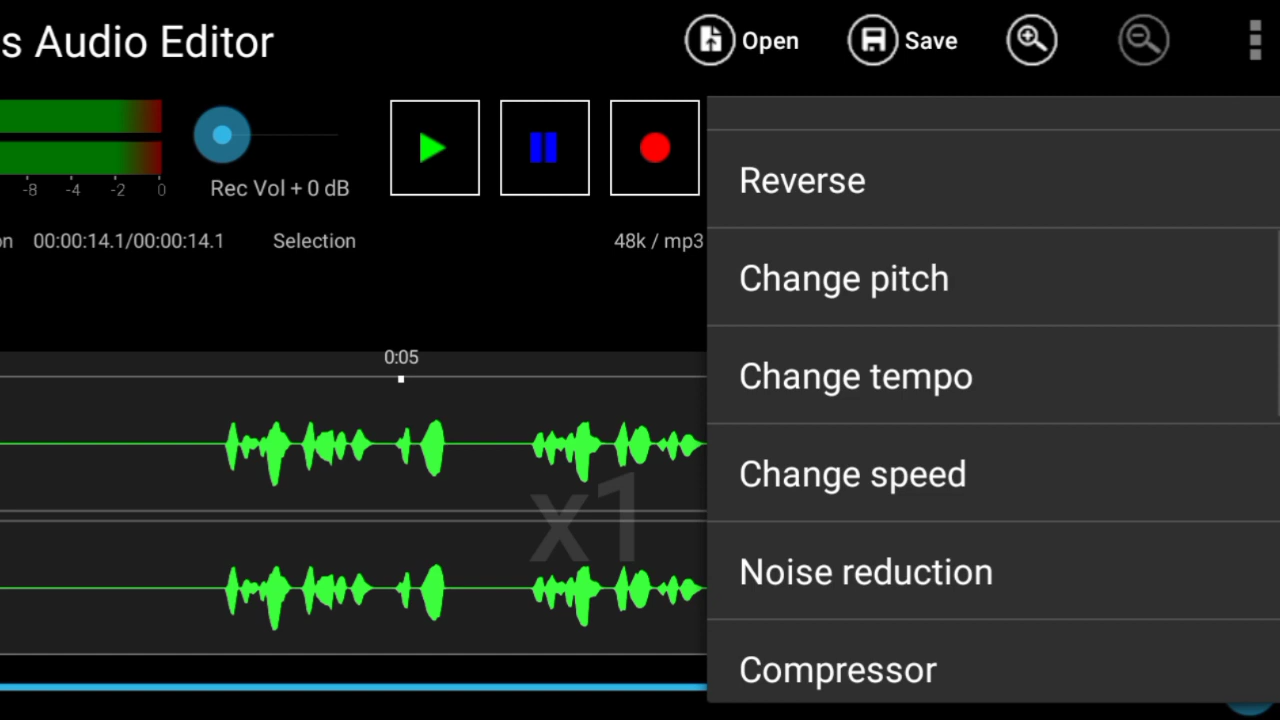 s Audio Editor
Open
Save
-8 -4 -2 0
Rec Vol + 0 dB
on 00:00:14.1/00:00:14.1 Selection 48k / mp3
0:05
x1
Reverse
Change pitch
Change tempo
Change speed
Noise reduction
Compressor